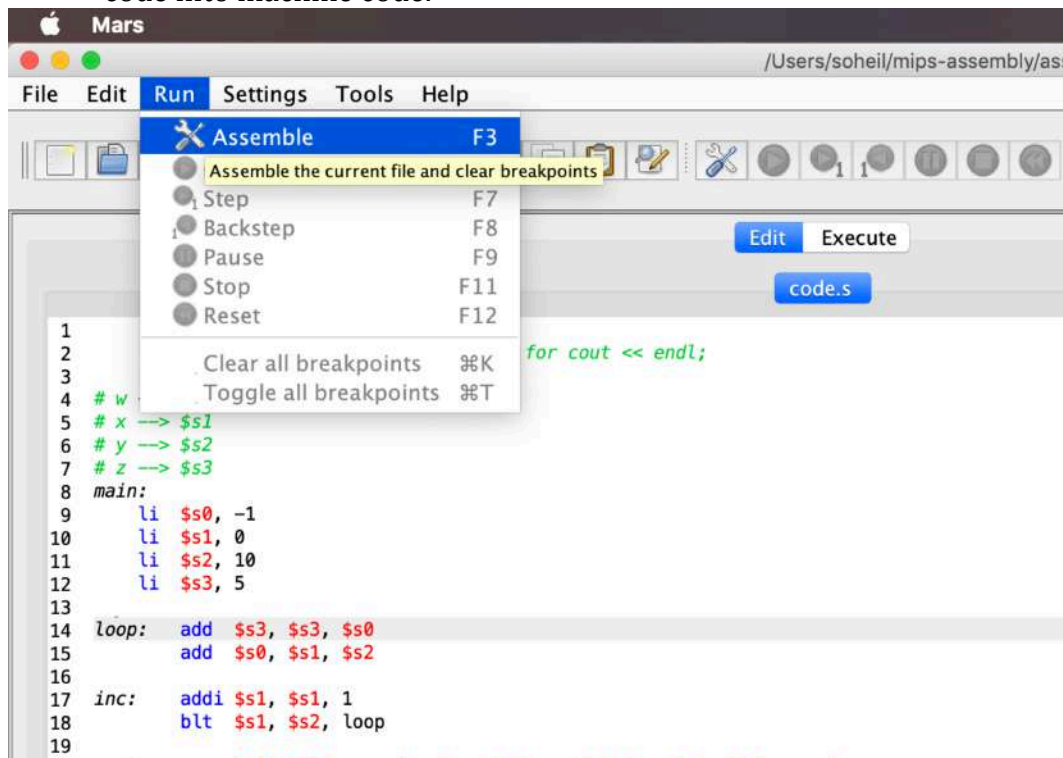 Mars
/Users/soheil/mips-assembly/as
File Edit Run Settings Tools Help
Assemble F3
Assemble the current file and clear breakpoints
Step F7
Backstep F8
Pause F9
Stop F11
Reset F12
Clear all breakpoints ⌘K
Toggle all breakpoints ⌘T
Edit Execute
code.s
1
2 for cout << endl;
3
4 # w
5 # x --> $s1
6 # y --> $s2
7 # z --> $s3
8 main:
9 li $s0, -1
10 li $s1, 0
11 li $s2, 10
12 li $s3, 5
13
14 loop: add $s3, $s3, $s0
15 add $s0, $s1, $s2
16
17 inc: addi $s1, $s1, 1
18 blt $s1, $s2, loop
19